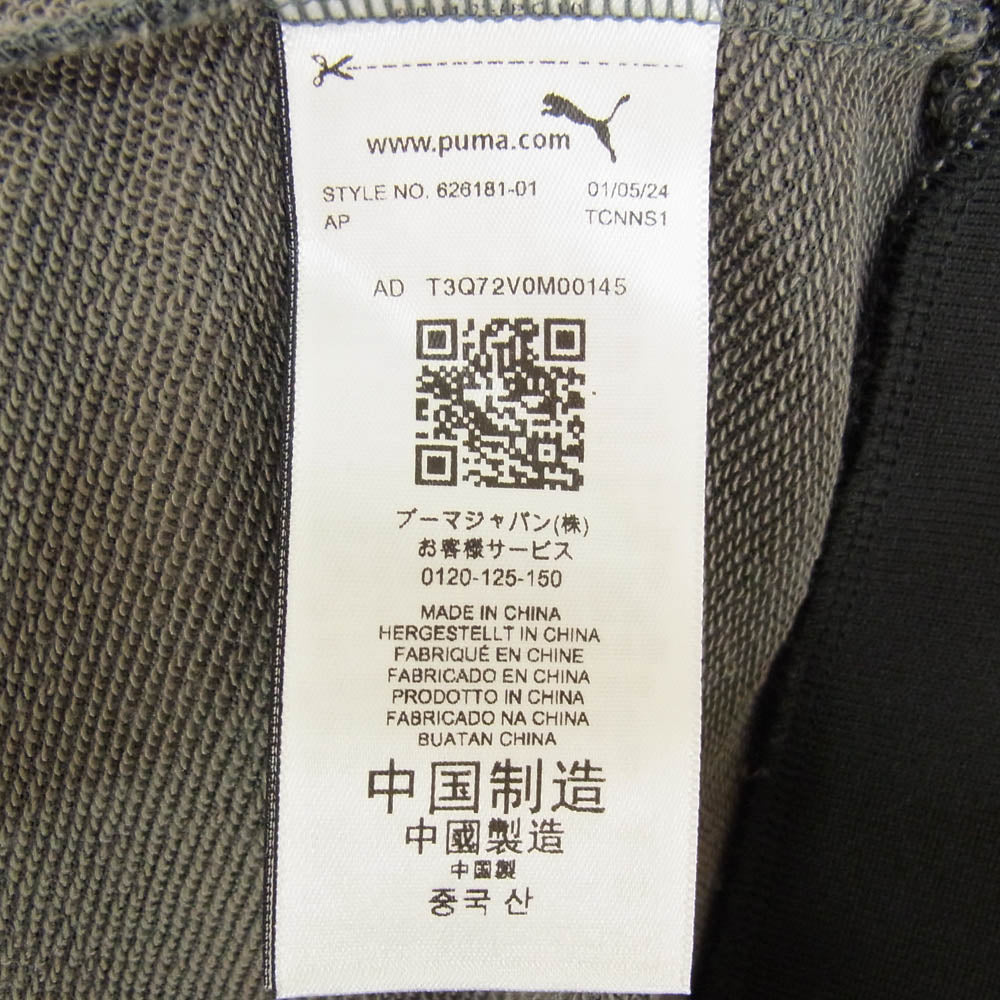 www.puma.com
STYLE NO. 626181-01 01/05/24
AP TCNNS1
AD T3Q72V0M00145
プーマジャパン(株)
お客様サービス
0120-125-150
MADE IN CHINA
HERGESTELLT IN CHINA
FABRIQUÉ EN CHINE
FABRICADO EN CHINA
PRODOTTO IN CHINA
FABRICADO NA CHINA
BUATAN CHINA
中国制造
中國製造
中国製
중국 산